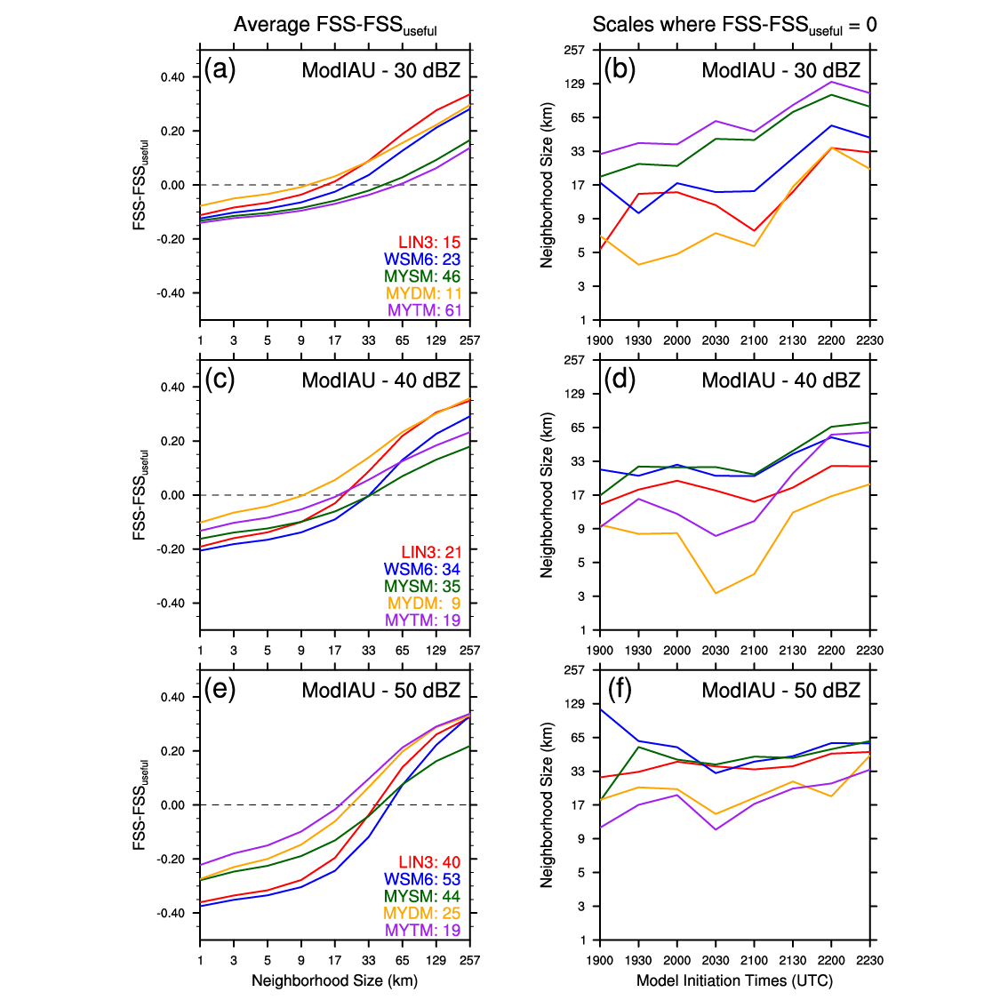 Average FSS-FSSuseful
Scales where FSS-FSSuseful = 0
(a) ModIAU - 30 dBZ
FSS-FSSuseful
0.40
0.20
0.00
-0.20
-0.40
LIN3: 15
WSM6: 23
MYSM: 46
MYDM: 11
MYTM: 61
1 3 5 9 17 33 65 129 257
(b) ModIAU - 30 dBZ
Neighborhood Size (km)
257
129
65
33
17
9
5
3
1
1900 1930 2000 2030 2100 2130 2200 2230
(c) ModIAU - 40 dBZ
FSS-FSSuseful
0.40
0.20
0.00
-0.20
-0.40
LIN3: 21
WSM6: 34
MYSM: 35
MYDM: 9
MYTM: 19
1 3 5 9 17 33 65 129 257
(d) ModIAU - 40 dBZ
Neighborhood Size (km)
257
129
65
33
17
9
5
3
1
1900 1930 2000 2030 2100 2130 2200 2230
(e) ModIAU - 50 dBZ
FSS-FSSuseful
0.40
0.20
0.00
-0.20
-0.40
LIN3: 40
WSM6: 53
MYSM: 44
MYDM: 25
MYTM: 19
1 3 5 9 17 33 65 129 257
Neighborhood Size (km)
(f) ModIAU - 50 dBZ
Neighborhood Size (km)
257
129
65
33
17
9
5
3
1
1900 1930 2000 2030 2100 2130 2200 2230
Model Initiation Times (UTC)